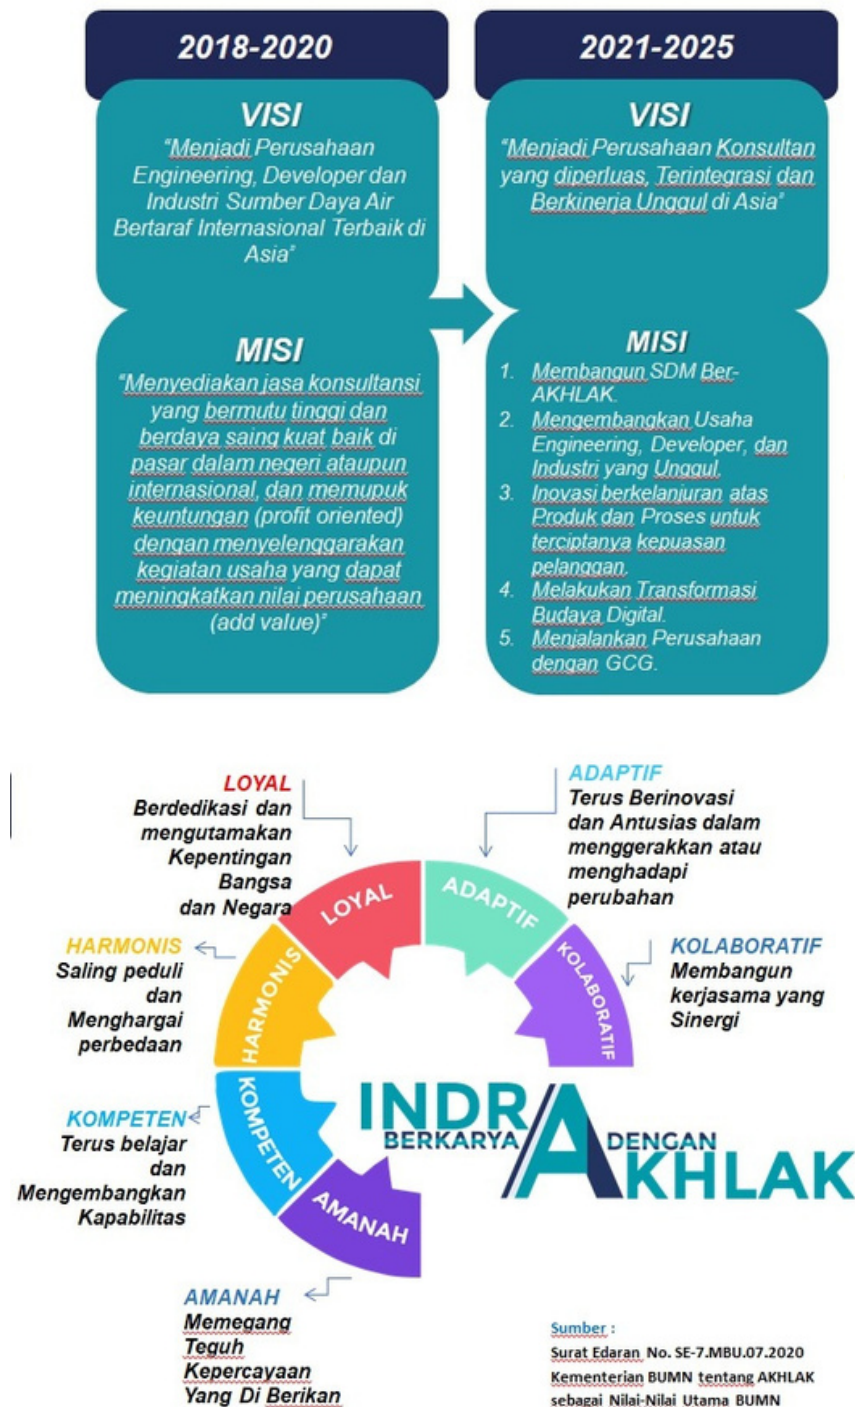 2018-2020
VISI
"Menjadi Perusahaan
Engineering, Developer dan
Industri Sumber Daya Air
Bertaraf Internasional Terbaik di
Asia"
MISI
"Menyediakan jasa konsultansi
yang bermutu tinggi dan
berdaya saing kuat baik di
pasar dalam negeri ataupun
internasional, dan memupuk
keuntungan (profit oriented)
dengan menyelenggarakan
kegiatan usaha yang dapat
meningkatkan nilai perusahaan
(add value)"
2021-2025
VISI
"Menjadi Perusahaan Konsultan
yang diperluas, Terintegrasi dan
Berkinerja Unggul di Asia"
MISI
1. Membangun SDM Ber-
AKHLAK.
2. Mengembangkan Usaha
Engineering, Developer, dan
Industri yang Unggul.
3. Inovasi berkelanjuran atas
Produk dan Proses untuk
terciptanya kepuasan
pelanggan.
4. Melakukan Transformasi
Budaya Digital.
5. Menjalankan Perusahaan
dengan GCG.
LOYAL
Berdedikasi dan
mengutamakan
Kepentingan
Bangsa
dan Negara
ADAPTIF
Terus Berinovasi
dan Antusias dalam
menggerakkan atau
menghadapi
perubahan
HARMONIS
Saling peduli
dan
Menghargai
perbedaan
KOLABORATIF
Membangun
kerjasama yang
Sinergi
KOMPETEN
Terus belajar
dan
Mengembangkan
Kapabilitas
AMANAH
Memegang
Teguh
Kepercayaan
Yang Di Berikan
LOYAL
ADAPTIF
HARMONIS
KOLABORATIF
KOMPETEN
AMANAH
INDRA
BERKARYA DENGAN
AKHLAK
Sumber :
Surat Edaran No. SE-7.MBU.07.2020
Kementerian BUMN tentang AKHLAK
sebagai Nilai-Nilai Utama BUMN